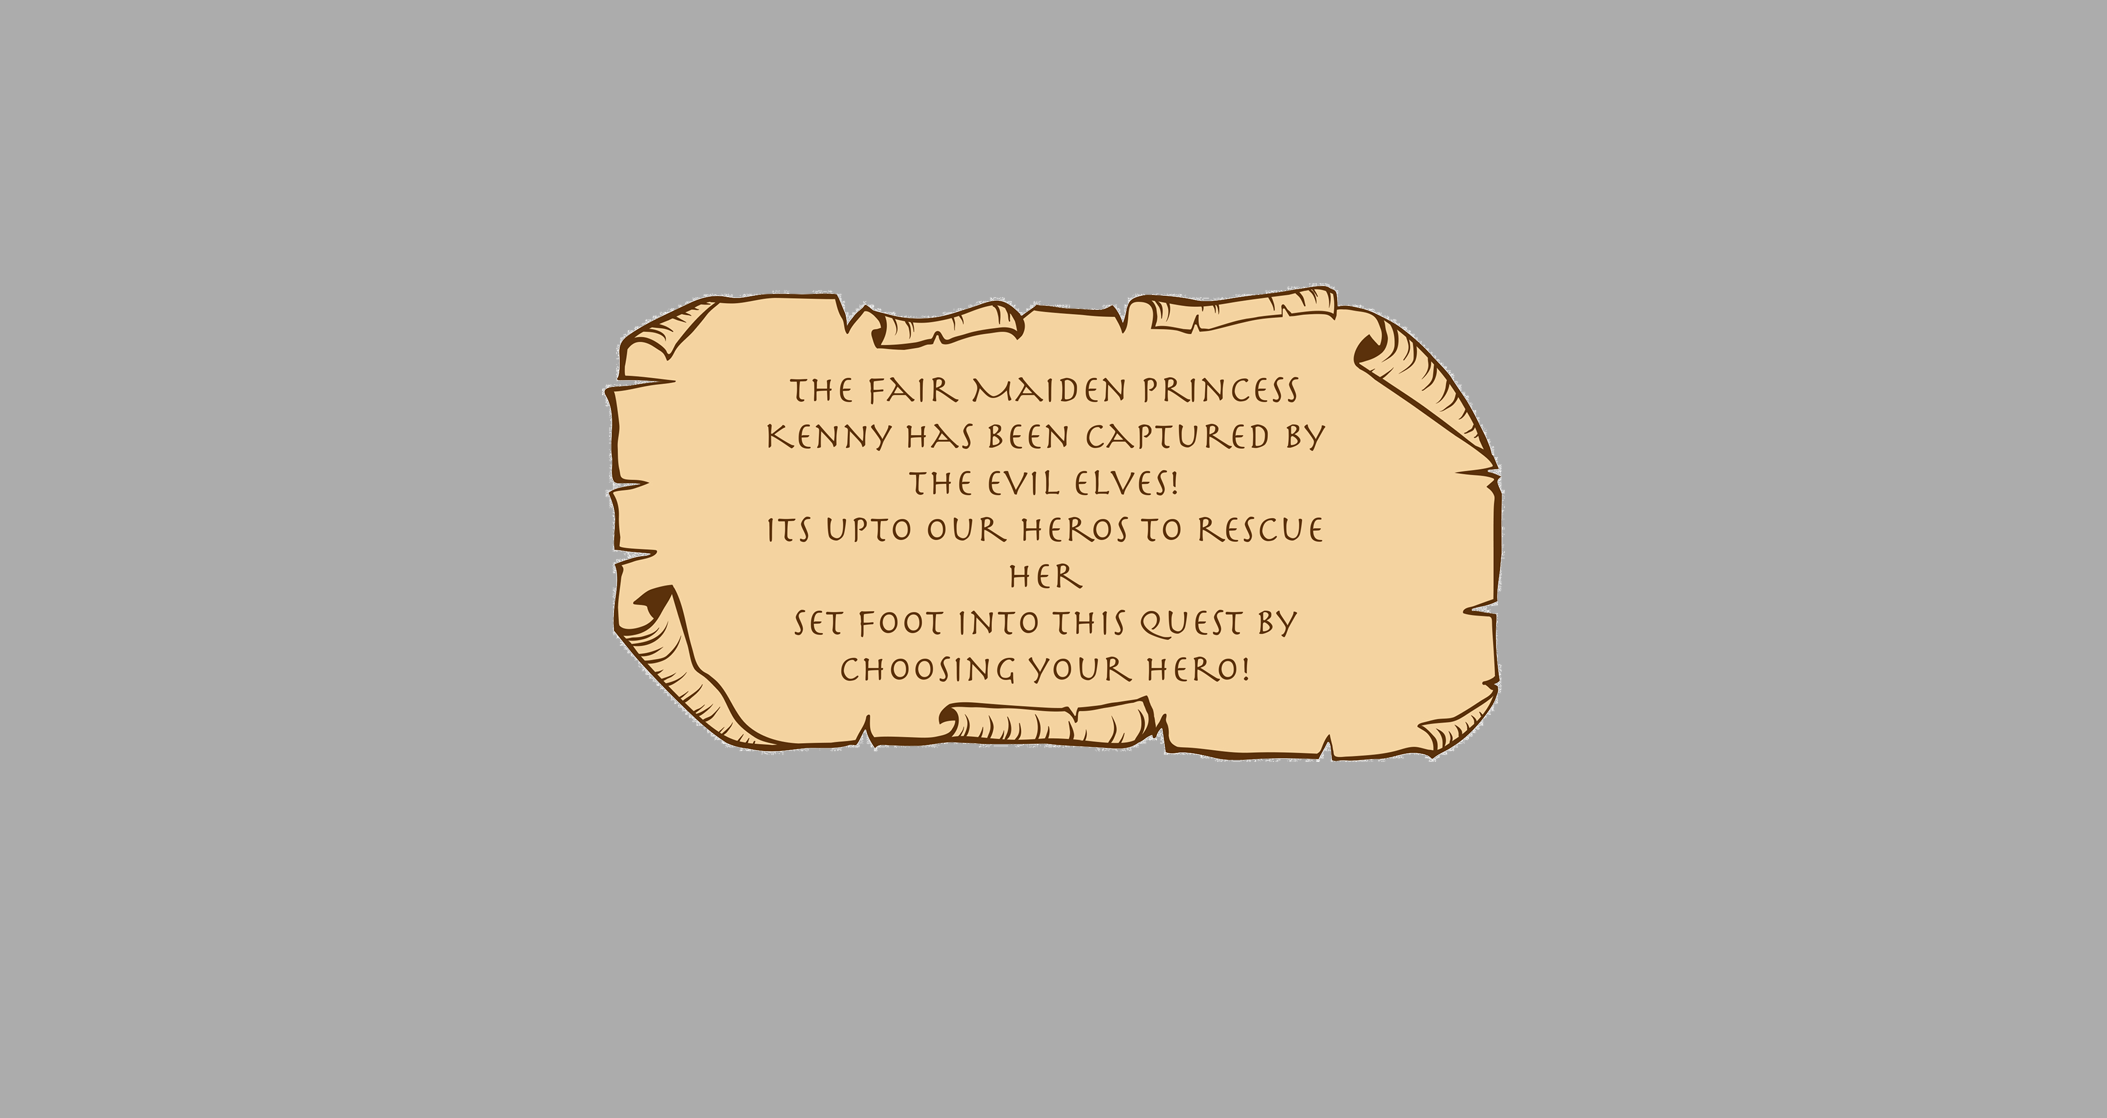 THE FAIR MAIDEN PRINCESS
KENNY HAS BEEN CAPTURED BY
THE EVIL ELVES!
ITS UPTO OUR HEROS TO RESCUE
HER
SET FOOT INTO THIS QUEST BY
CHOOSING YOUR HERO!